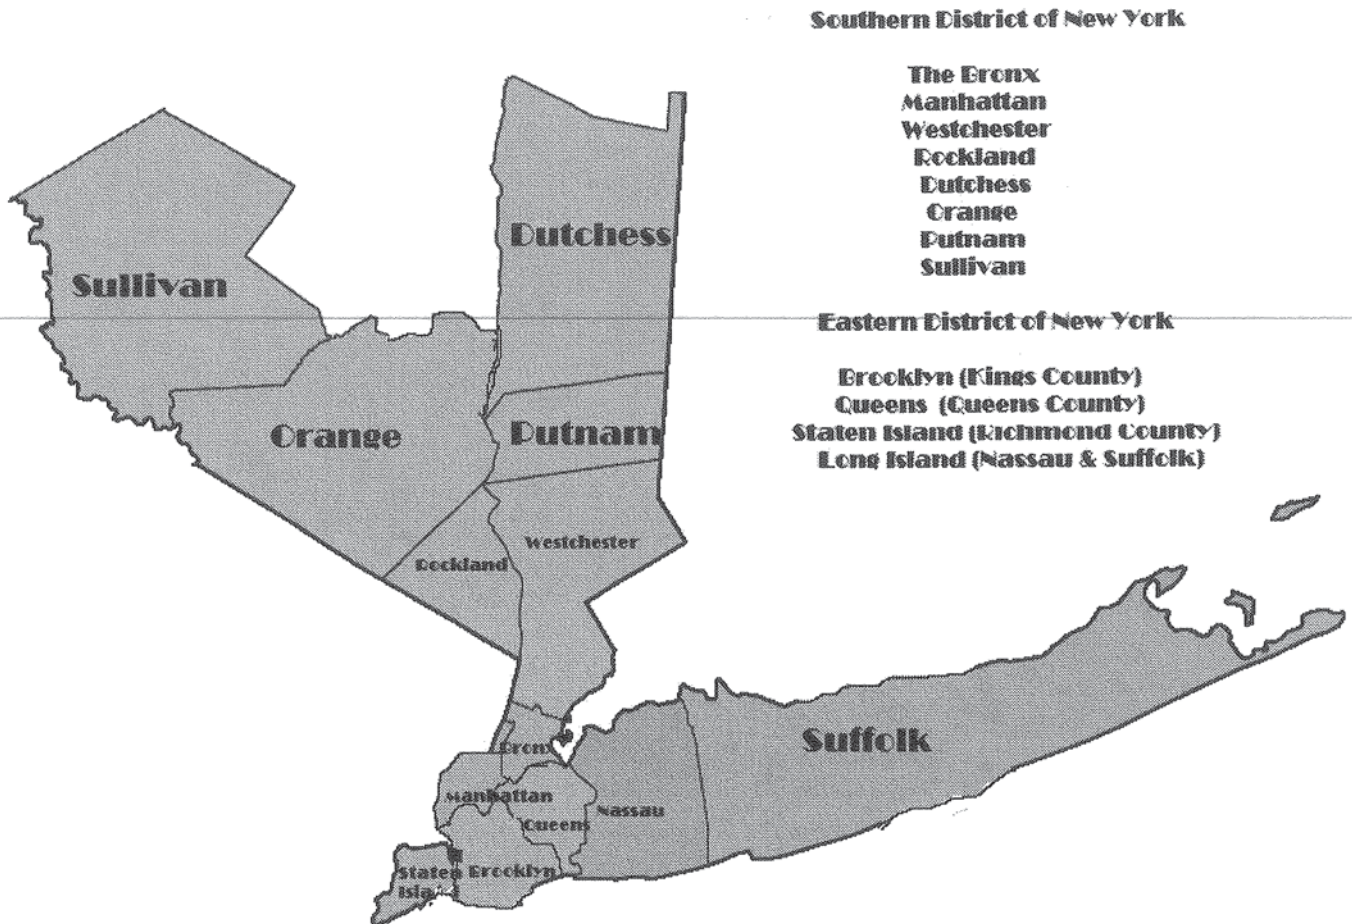 Southern District of New York
The Bronx
Manhattan
Westchester
Rockland
Dutchess
Orange
Putnam
Sullivan
Eastern District of New York
Brooklyn (Kings County)
Queens (Queens County)
Staten Island (Richmond County)
Long Island (Nassau & Suffolk)
Dutchess
Sullivan
Orange
Putnam
Westchester
Rockland
Suffolk
Bronx
Manhattan
Nassau
Queens
Staten
Brooklyn